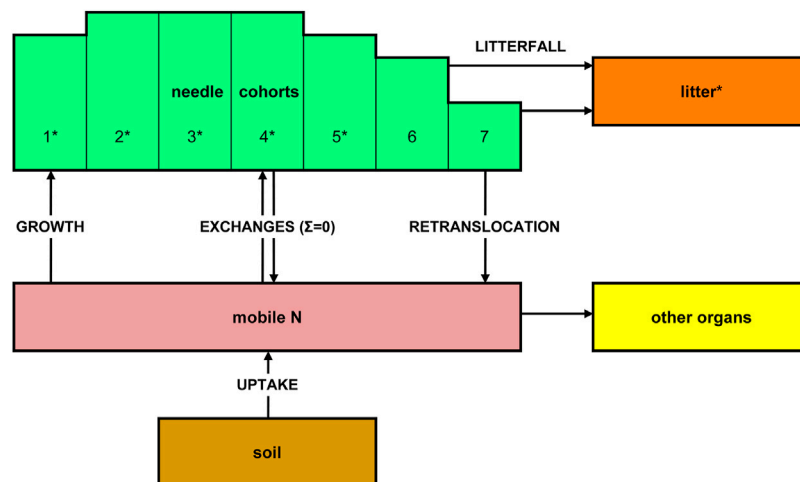 LITTERFALL
needle cohorts
litter*
1* 2* 3* 4* 5* 6 7
GROWTH EXCHANGES (Σ=0) RETRANSLOCATION
mobile N
other organs
UPTAKE
soil